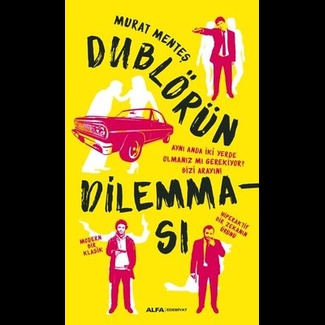 MURAT MENTEŞ
DUBLÖRÜN
AYNI ANDA İKİ YERDE
OLMANIZ MI GEREKİYOR?
BİZİ ARAYIN!
DİLEMMA-
SI
MODERN
BİR
KLASİK
HİPERAKTİF
BİR ZEKANIN
ÜRÜNÜ
ALFA | EDEBİYAT